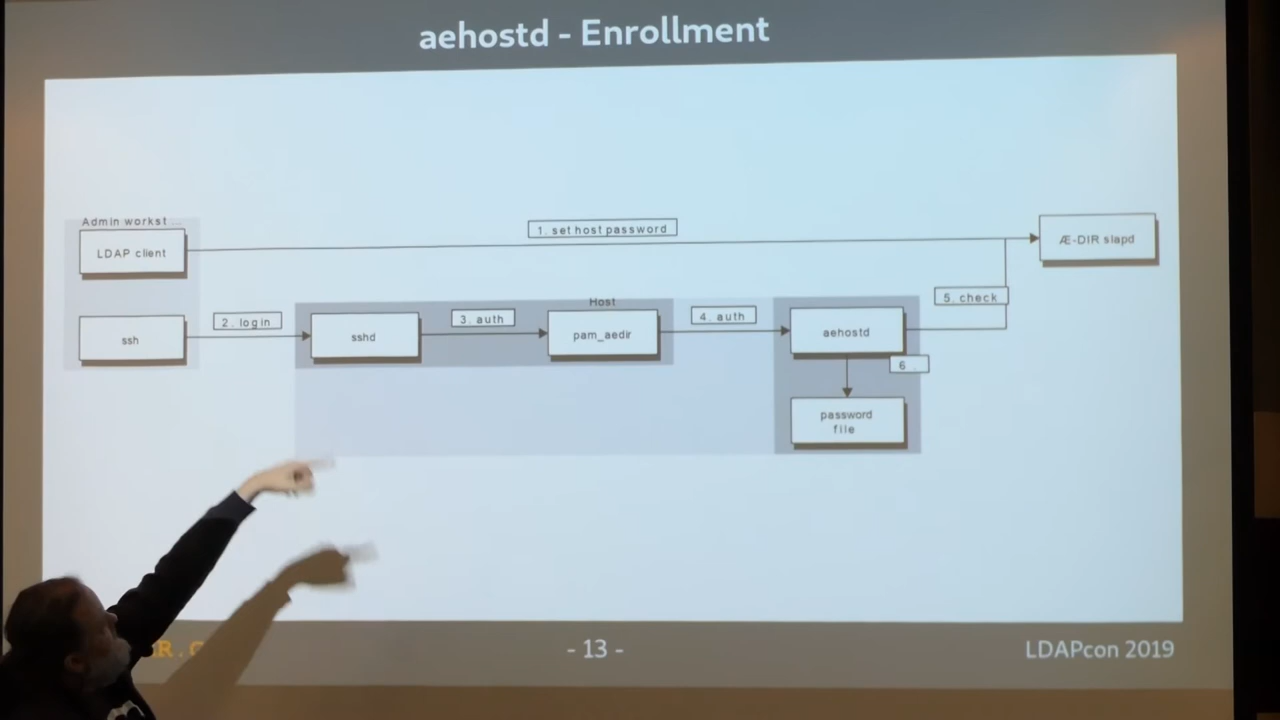 aehostd - Enrollment
Admin workst ...
LDAP client
1. set host password
Æ-DIR slapd
5. check
Host
ssh
2. login
sshd
3. auth
pam_aedir
4. auth
aehostd
6 .
password
file
R.
- 13 -
LDAPcon 2019